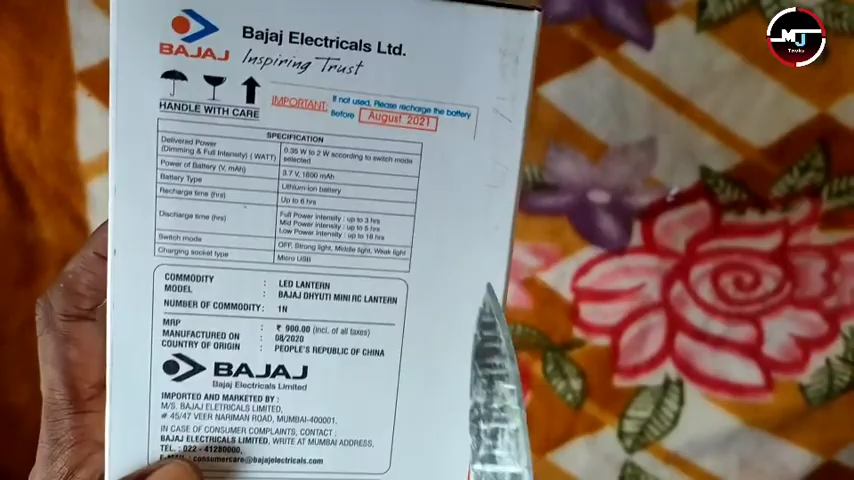 BAJAJ
Bajaj Electricals Ltd.
Inspiring Trust
HANDLE WITH CARE
IMPORTANT:
If not used, Please recharge the battery
Before August 2021
SPECIFICATION
Delivered Power (Dimming & Full Intensity) ( WATT) 0.35 W to 2 W according to switch mode selected
Power of Battery (V, mAh) 3.7 V, 1800 mAh
Battery Type Lithium-ion battery
Recharge time (hrs) Up to 6 hrs
Discharge time (hrs) Full Power intensity : up to 3 hrs
Mid Power intensity : up to 5 hrs
Low Power intensity : up to 16 hrs
Switch mode OFF, Strong light, Middle light, Weak light
Charging socket type Micro USB
COMMODITY : LED LANTERN
MODEL : BAJAJ DHYUTI MINI RC LANTERN
NUMBER OF COMMODITY : 1N
MRP : ₹ 900.00 (incl. of all taxes)
MANUFACTURED ON : 08/2020
COUNTRY OF ORIGIN : PEOPLE'S REPUBLIC OF CHINA
BAJAJ
Bajaj Electricals Limited
IMPORTED AND MARKETED BY :
M/S. BAJAJ ELETRICALS LIMITED,
# 45/47 VEER NARIMAN ROAD, MUMBAI-400001.
IN CASE OF CONSUMER COMPLAINTS, CONTACT :
BAJAJ ELECTRICALS LIMITED, WRITE AT MUMBAI ADDRESS,
TEL. : 022 - 41280000,
consumercare@bajajelectricals.com
MJ